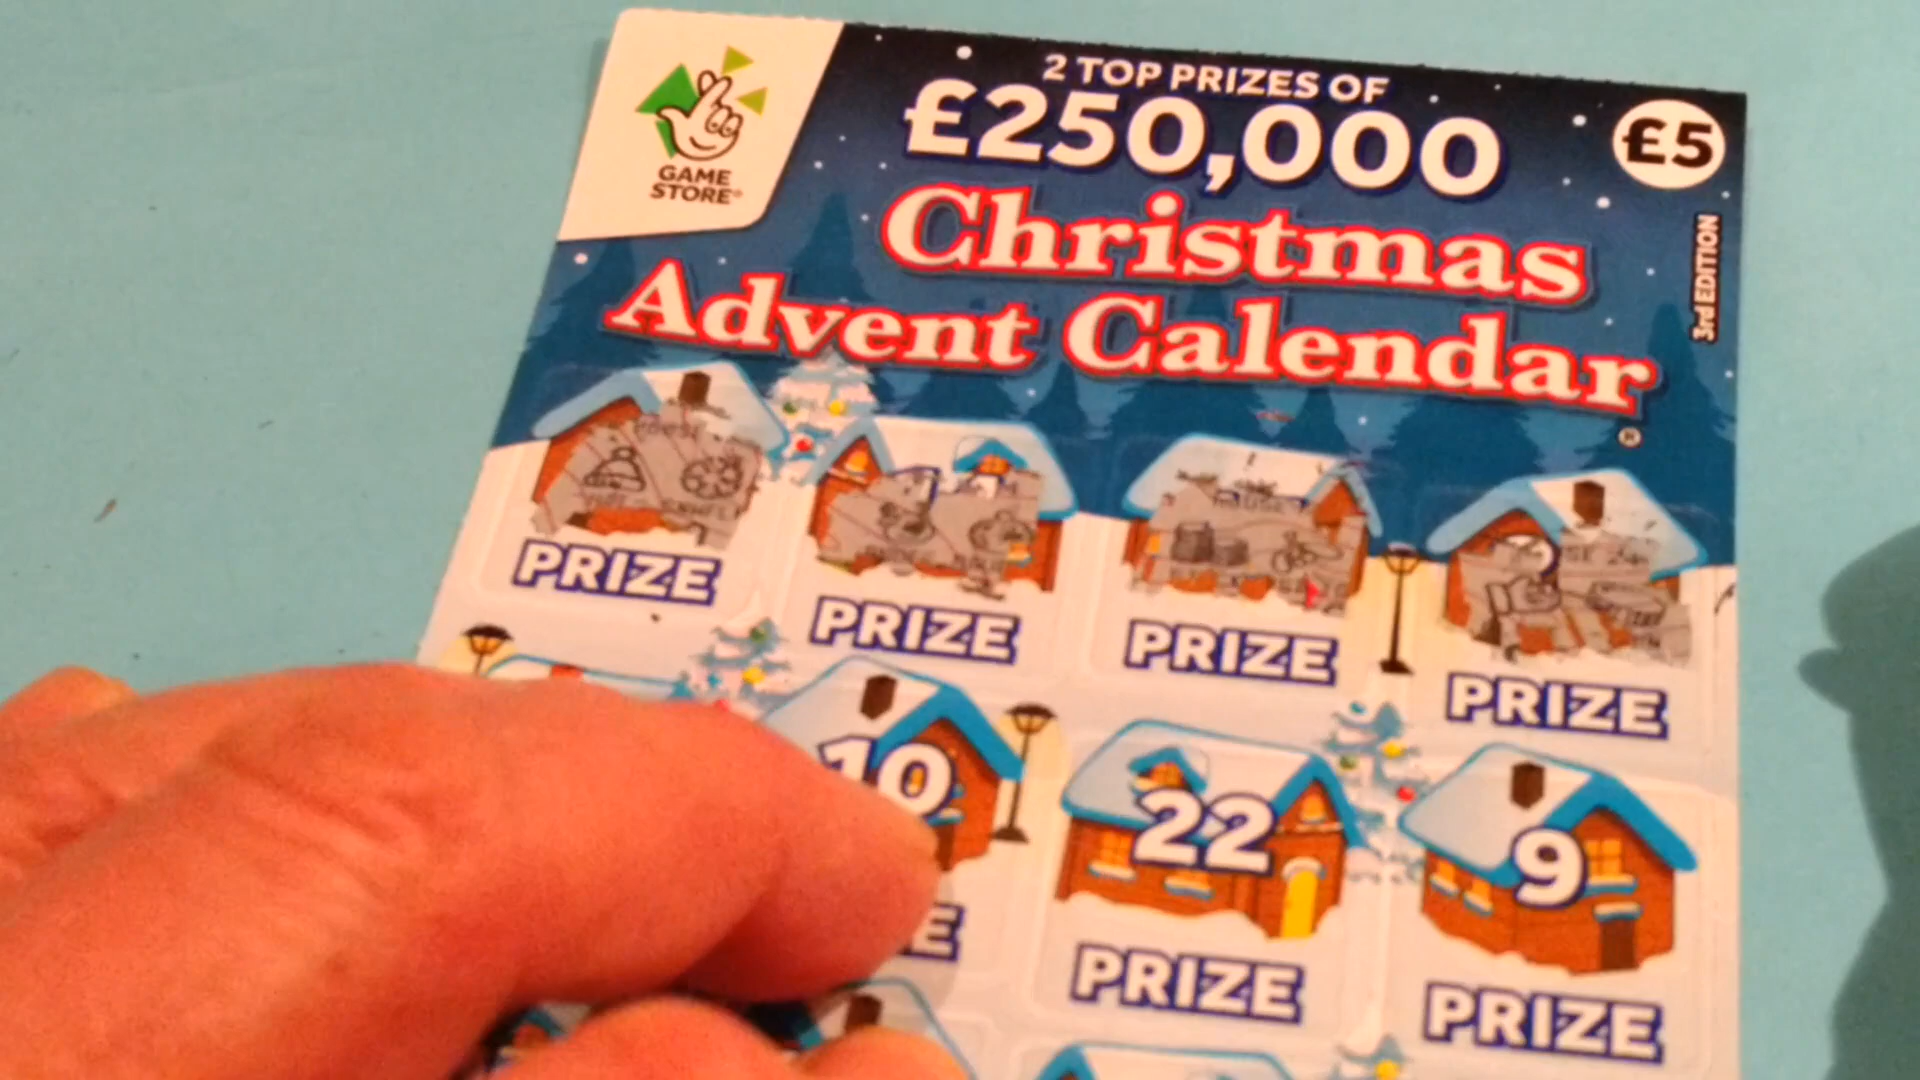 GAME
STORE®
2 TOP PRIZES OF
£250,000
£5
Christmas
Advent Calendar®
3rd EDITION
PRIZE
PRIZE
PRIZE
PRIZE
10
22
9
PRIZE
PRIZE